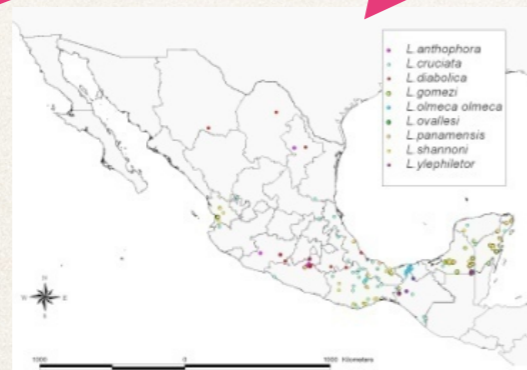 L.anthophora
L.cruciata
L.diabolica
L.gomezi
L.olmeca olmeca
L.ovallesi
L.panamensis
L.shannoni
L.ylephiletor
N
W E
S
1000 0 1000 Kilometers